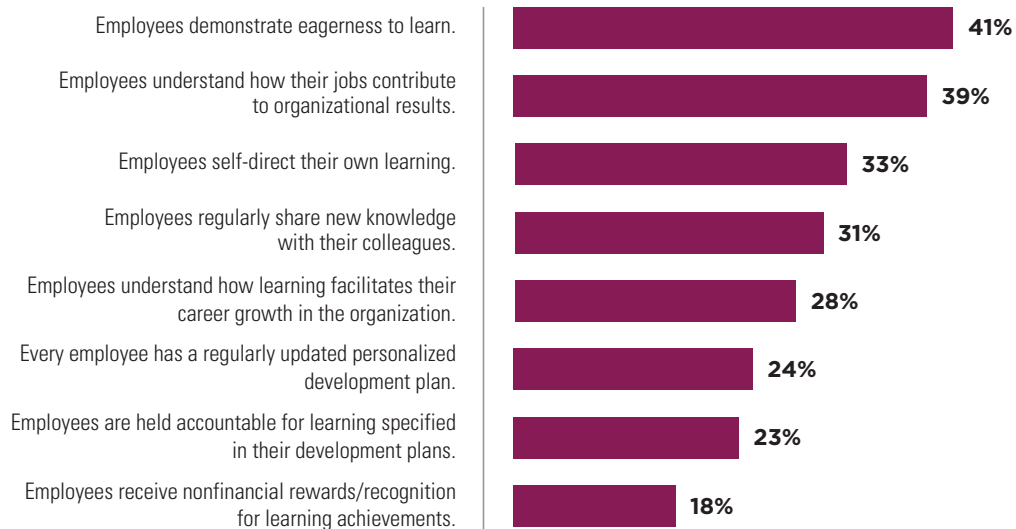 Employees demonstrate eagerness to learn.
41%
Employees understand how their jobs contribute
to organizational results.
39%
Employees self-direct their own learning.
33%
Employees regularly share new knowledge
with their colleagues.
31%
Employees understand how learning facilitates their
career growth in the organization.
28%
Every employee has a regularly updated personalized
development plan.
24%
Employees are held accountable for learning specified
in their development plans.
23%
Employees receive nonfinancial rewards/recognition
for learning achievements.
18%